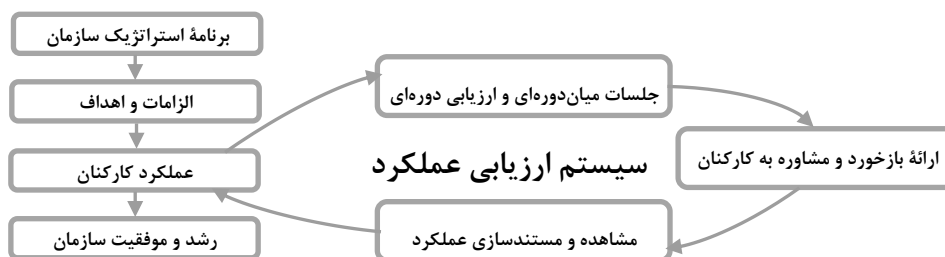 برنامهٔ استراتژیک سازمان
الزامات و اهداف
عملکرد کارکنان
رشد و موفقیت سازمان
جلسات میان‌دوره‌ای و ارزیابی دوره‌ای
سیستم ارزیابی عملکرد
ارائهٔ بازخورد و مشاوره به کارکنان
مشاهده و مستندسازی عملکرد